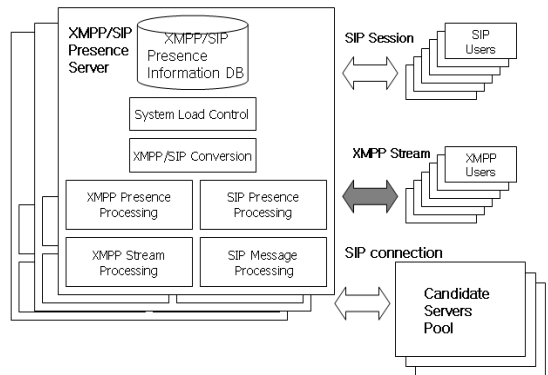 XMPP/SIP
Presence
Server
XMPP/SIP
Presence
Information DB
System Load Control
XMPP/SIP Conversion
XMPP Presence
Processing
SIP Presence
Processing
XMPP Stream
Processing
SIP Message
Processing
SIP Session
SIP
Users
XMPP Stream
XMPP
Users
SIP connection
Candidate
Servers
Pool